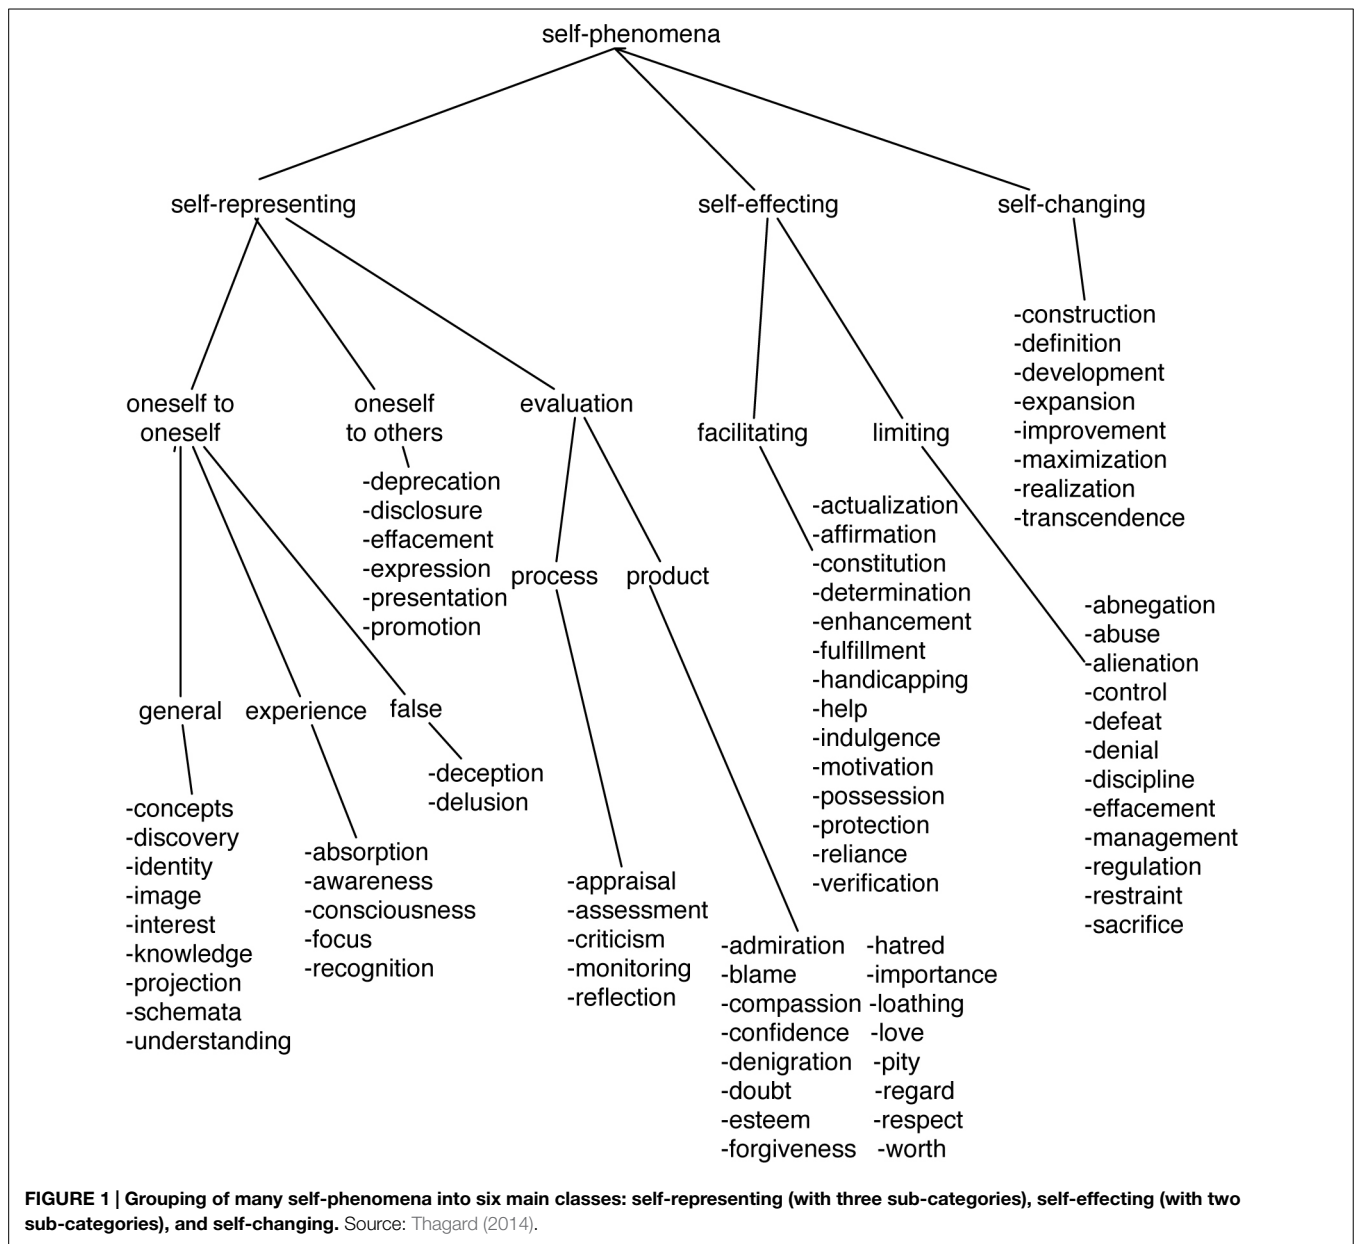 self-phenomena
self-representing
self-effecting
self-changing
oneself to
oneself
oneself
to others
evaluation
facilitating
limiting
-construction
-definition
-development
-expansion
-improvement
-maximization
-realization
-transcendence
-deprecation
-disclosure
-effacement
-expression
-presentation
-promotion
process
product
-actualization
-affirmation
-constitution
-determination
-enhancement
-fulfillment
-handicapping
-help
-indulgence
-motivation
-possession
-protection
-reliance
-verification
-abnegation
-abuse
-alienation
-control
-defeat
-denial
-discipline
-effacement
-management
-regulation
-restraint
-sacrifice
general
experience
false
-deception
-delusion
-concepts
-discovery
-identity
-image
-interest
-knowledge
-projection
-schemata
-understanding
-absorption
-awareness
-consciousness
-focus
-recognition
-appraisal
-assessment
-criticism
-monitoring
-reflection
-admiration -hatred
-blame -importance
-compassion -loathing
-confidence -love
-denigration -pity
-doubt -regard
-esteem -respect
-forgiveness -worth
FIGURE 1 | Grouping of many self-phenomena into six main classes: self-representing (with three sub-categories), self-effecting (with two
sub-categories), and self-changing. Source: Thagard (2014).